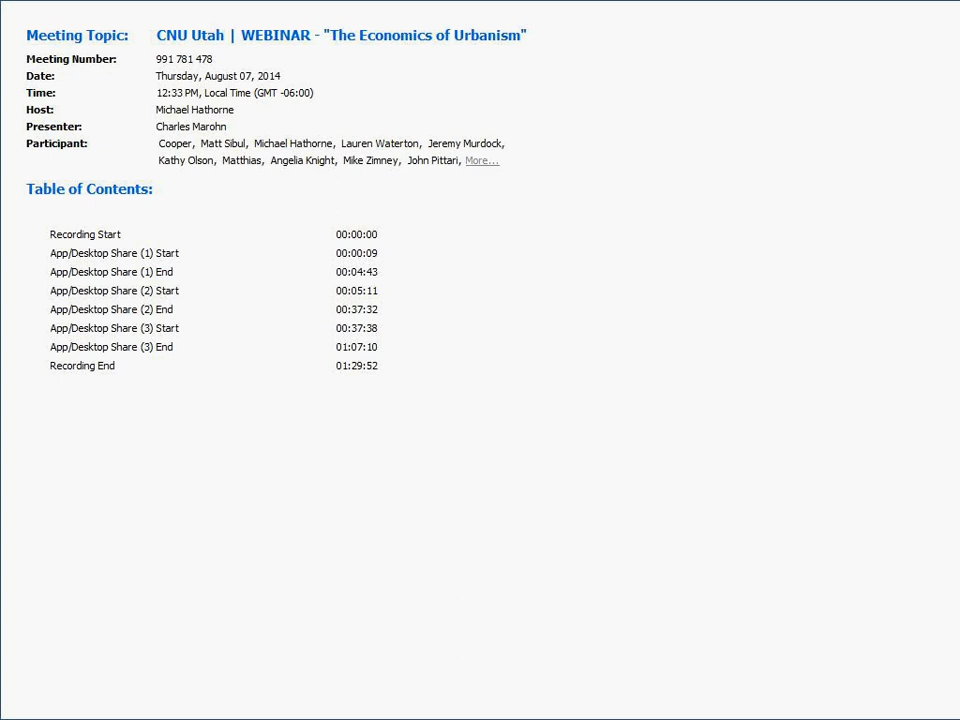 Meeting Topic: CNU Utah | WEBINAR - "The Economics of Urbanism"
Meeting Number: 991 781 478
Date: Thursday, August 07, 2014
Time: 12:33 PM, Local Time (GMT -06:00)
Host: Michael Hathorne
Presenter: Charles Marohn
Participant: Cooper, Matt Sibul, Michael Hathorne, Lauren Waterton, Jeremy Murdock,
Kathy Olson, Matthias, Angelia Knight, Mike Zimney, John Pittari, More...
Table of Contents:
Recording Start 00:00:00
App/Desktop Share (1) Start 00:00:09
App/Desktop Share (1) End 00:04:43
App/Desktop Share (2) Start 00:05:11
App/Desktop Share (2) End 00:37:32
App/Desktop Share (3) Start 00:37:38
App/Desktop Share (3) End 01:07:10
Recording End 01:29:52